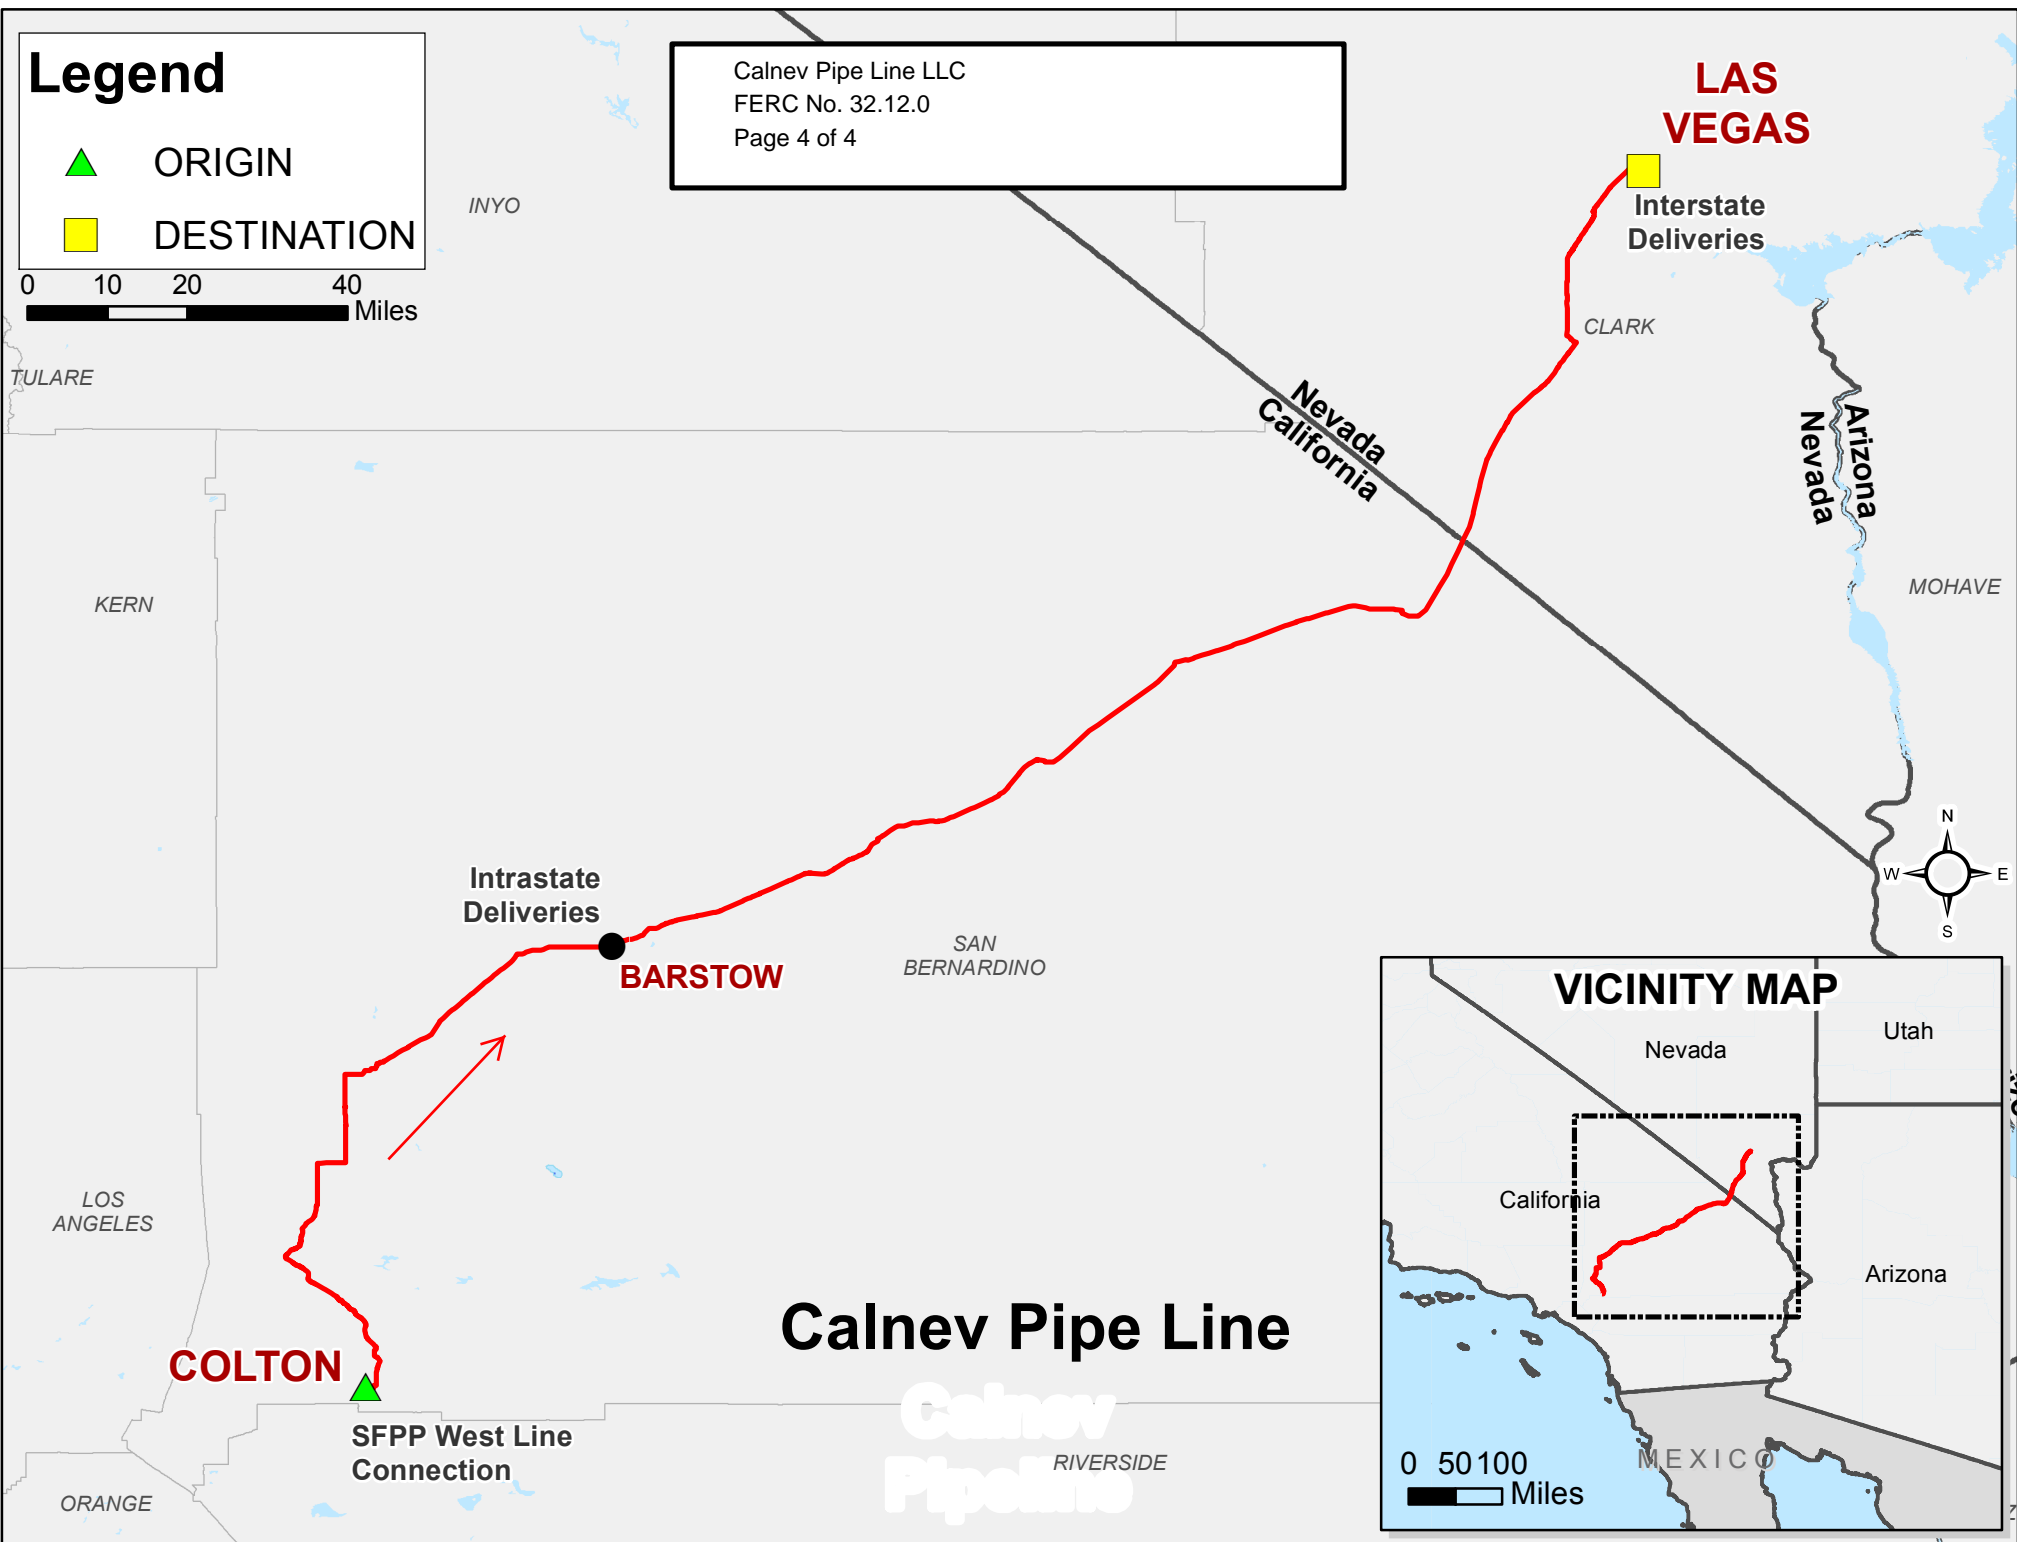 Legend
ORIGIN
DESTINATION
0 10 20 40
Miles
Calnev Pipe Line LLC
FERC No. 32.12.0
Page 4 of 4
LAS
VEGAS
Interstate
Deliveries
INYO
TULARE
CLARK
Nevada
California
Arizona
Nevada
KERN
MOHAVE
Intrastate
Deliveries
BARSTOW
SAN
BERNARDINO
N
W E
S
LOS
ANGELES
COLTON
SFPP West Line
Connection
ORANGE
Calnev Pipe Line
Calnev
Pipeline
RIVERSIDE
VICINITY MAP
Utah
Nevada
California
Arizona
MEXICO
0 50 100
Miles